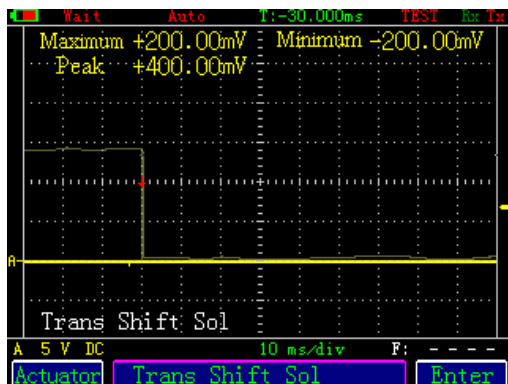 Wait Auto T:-30.000ms TEST Rx Tx
Maximum +200.00mV Minimum -200.00mV
Peak +400.00mV
A
Trans Shift Sol
A 5 V DC 10 ms/div F: - - - -
Actuator Trans Shift Sol Enter